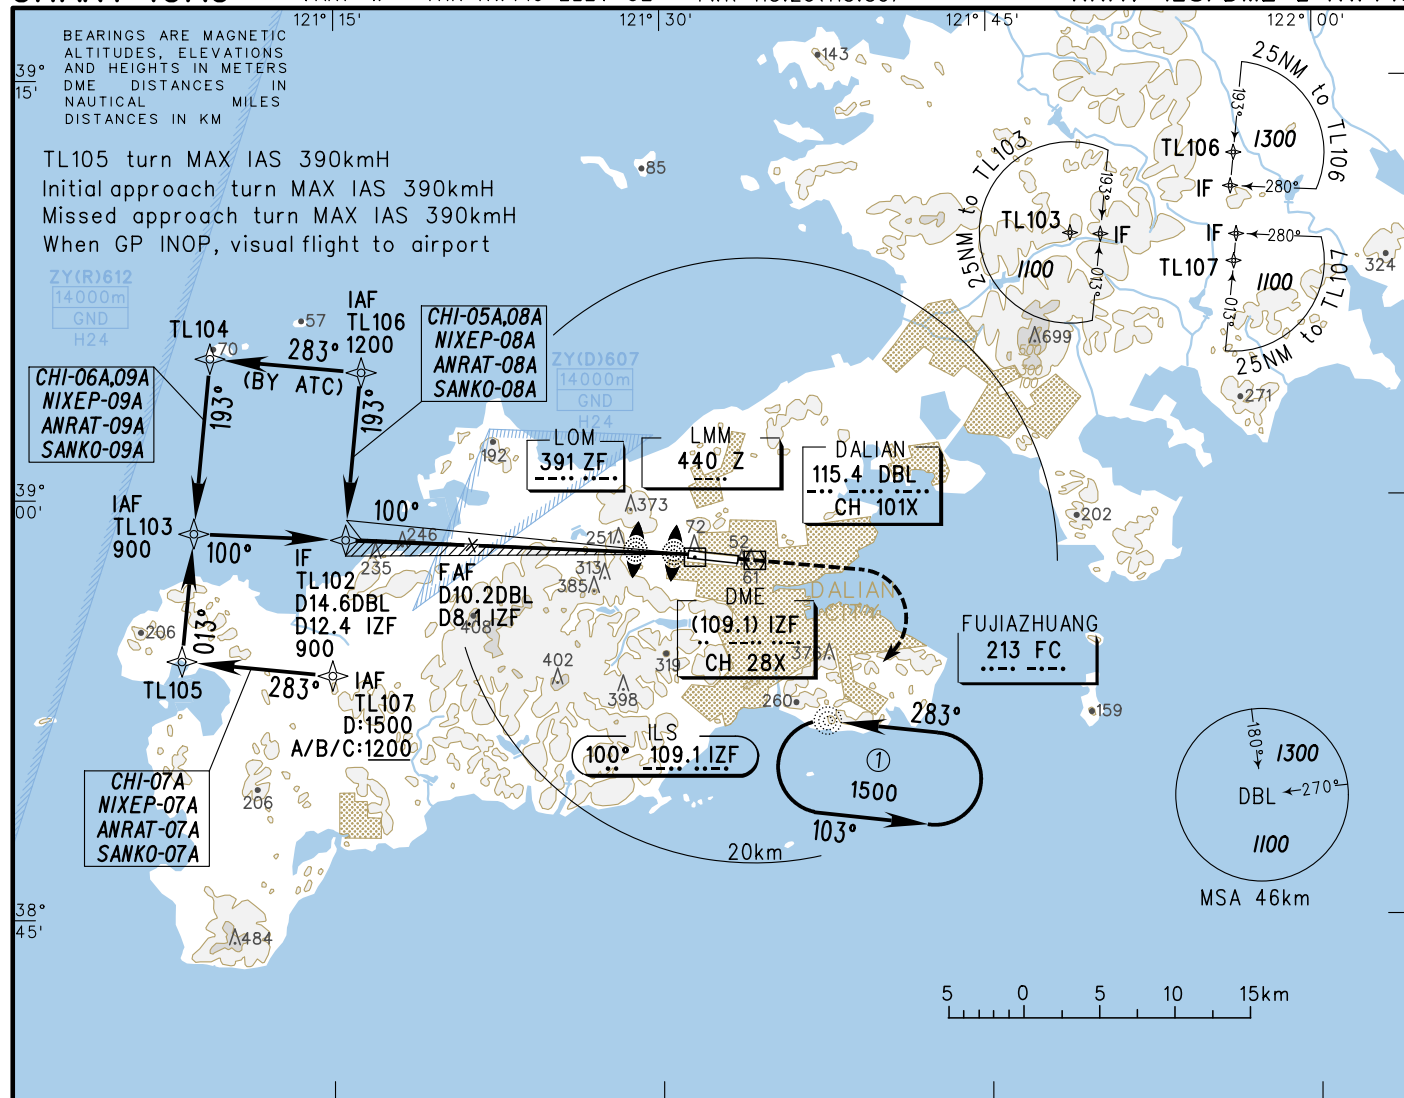 121°15'
121°30'
121°45'
122°00'
BEARINGS ARE MAGNETIC
ALTITUDES, ELEVATIONS
AND HEIGHTS IN METERS
DME DISTANCES IN
NAUTICAL MILES
DISTANCES IN KM
39°
15'
TL105 turn MAX IAS 390kmH
Initial approach turn MAX IAS 390kmH
Missed approach turn MAX IAS 390kmH
When GP INOP, visual flight to airport
143
85
25NM to TL103
193°
TL103
IF
1100
013°
25NM to TL106
193°
1300
TL106
IF
280°
IF
280°
TL107
1100
013°
25NM to TL107
324
699
500
300
100
271
202
ZY(R)612
14000m
GND
H24
57
70
TL104
283°
(BY ATC)
IAF
TL106
1200
193°
193°
CHI-05A,08A
NIXEP-08A
ANRAT-08A
SANKO-08A
CHI-06A,09A
NIXEP-09A
ANRAT-09A
SANKO-09A
ZY(D)607
14000m
GND
H24
192
LOM
391 ZF
LMM
440 Z
DALIAN
115.4 DBL
CH 101X
39°
00'
IAF
TL103
900
100°
100°
246
235
251
373
72
52
61
313
385
IF
TL102
D14.6DBL
D12.4 IZF
900
FAF
D10.2DBL
D8.1 IZF
408
DME
(109.1) IZF
CH 28X
DALIAN
FUJIAZHUANG
213 FC
206
013°
TL105
283°
IAF
TL107
D:1500
A/B/C:1200
402
398
319
260
159
ILS
100° 109.1 IZF
283°
①
1500
103°
20km
CHI-07A
NIXEP-07A
ANRAT-07A
SANKO-07A
206
180°
1300
DBL
270°
1100
MSA 46km
38°
45'
484
5 0 5 10 15km